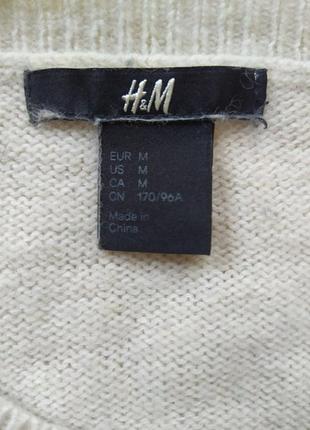 H&M
EUR M
US M
CA M
CN 170/96A
Made in
China